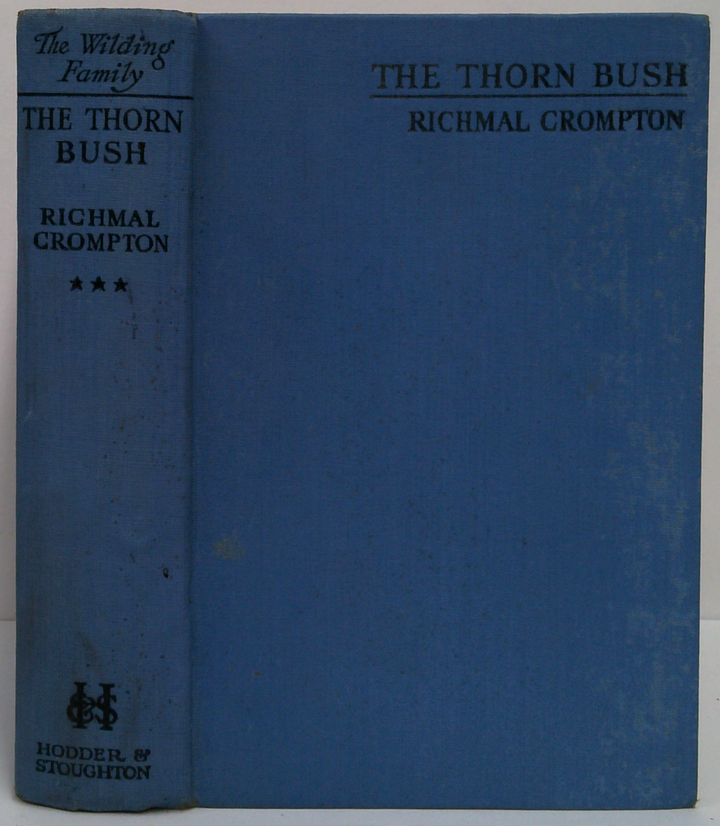 The Wilding
Family
THE THORN
BUSH
RICHMAL
CROMPTON
★★★
H&S
HODDER &
STOUGHTON
THE THORN BUSH
RICHMAL CROMPTON